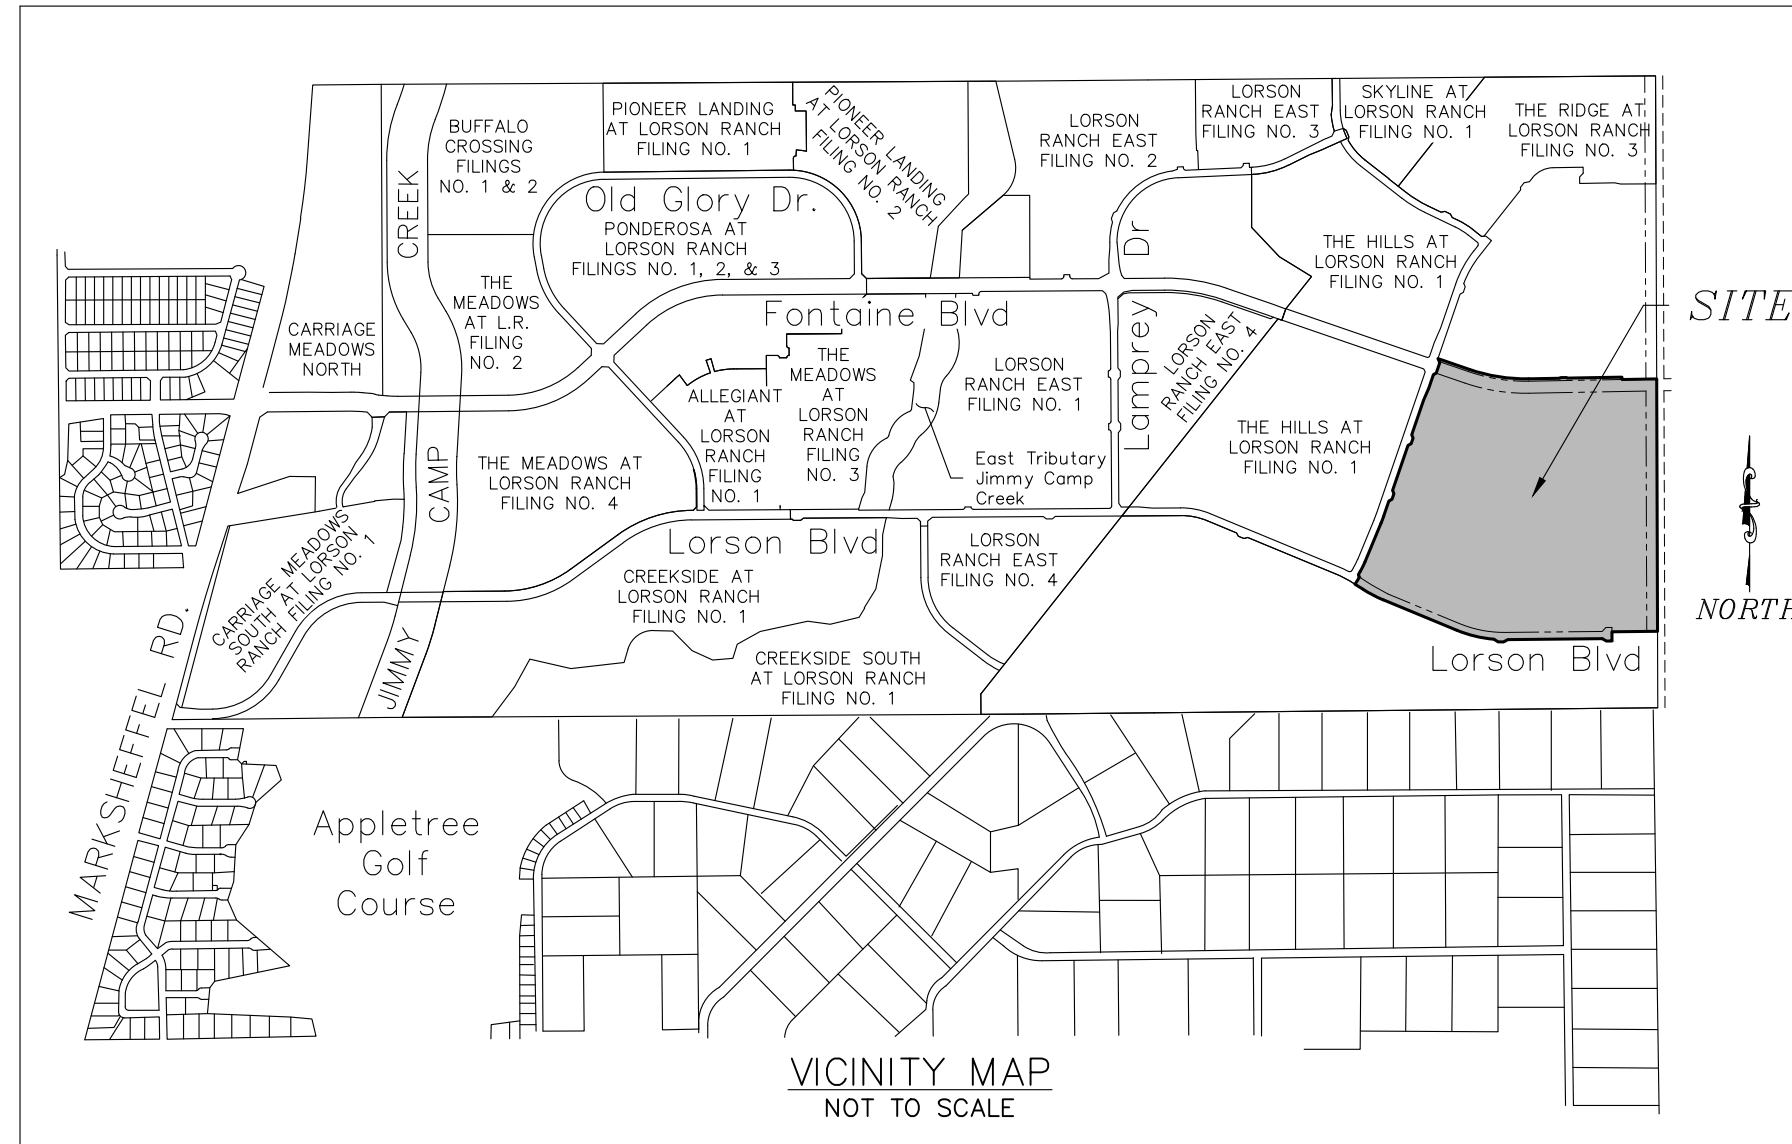 BUFFALO
CROSSING
FILINGS
NO. 1 & 2
PIONEER LANDING
AT LORSON RANCH
FILING NO. 1
PIONEER LANDING
AT LORSON RANCH
FILING NO. 2
LORSON
RANCH EAST
FILING NO. 2
LORSON
RANCH EAST
FILING NO. 3
SKYLINE AT
LORSON RANCH
FILING NO. 1
THE RIDGE AT
LORSON RANCH
FILING NO. 3
Old Glory Dr.
PONDEROSA AT
LORSON RANCH
FILINGS NO. 1, 2, & 3
THE
MEADOWS
AT L.R.
FILING
NO. 2
CARRIAGE
MEADOWS
NORTH
JIMMY CAMP CREEK
Fontaine Blvd
Lamprey Dr
THE HILLS AT
LORSON RANCH
FILING NO. 1
SITE
LORSON
RANCH EAST
FILING NO. 4
ALLEGIANT
AT
LORSON
RANCH
FILING
NO. 1
THE
MEADOWS
AT
LORSON
RANCH
FILING
NO. 3
LORSON
RANCH EAST
FILING NO. 1
THE HILLS AT
LORSON RANCH
FILING NO. 1
THE MEADOWS AT
LORSON RANCH
FILING NO. 4
East Tributary
Jimmy Camp
Creek
CARRIAGE MEADOWS
SOUTH AT LORSON
RANCH FILING NO. 1
Lorson Blvd
LORSON
RANCH EAST
FILING NO. 4
CREEKSIDE AT
LORSON RANCH
FILING NO. 1
CREEKSIDE SOUTH
AT LORSON RANCH
FILING NO. 1
Lorson Blvd
NORTH
MARKSHEFFEL RD.
Appletree
Golf
Course
VICINITY MAP
NOT TO SCALE